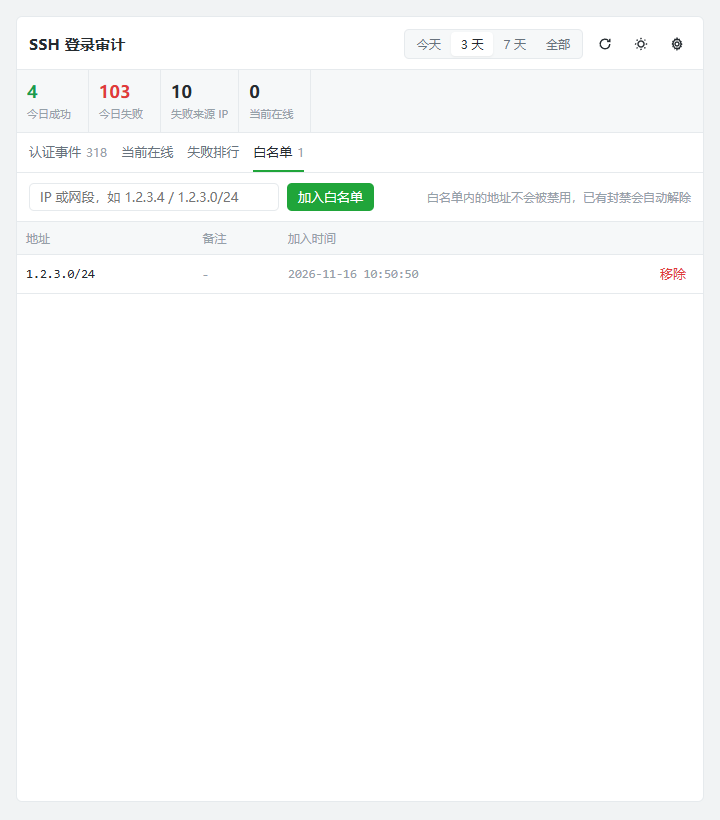 SSH 登录审计
今天 3 天 7 天 全部
4 103 10 0
今日成功 今日失败 失败来源 IP 当前在线
认证事件 318 当前在线 失败排行 白名单 1
IP 或网段，如 1.2.3.4 / 1.2.3.0/24 加入白名单 白名单内的地址不会被禁用，已有封禁会自动解除
地址 备注 加入时间
1.2.3.0/24 - 2026-11-16 10:50:50 移除